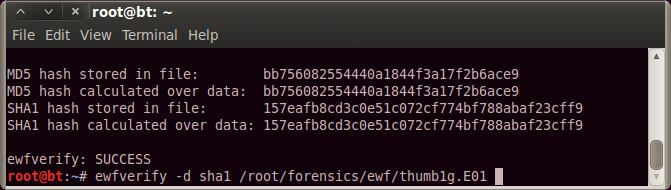 root@bt: ~
File Edit View Terminal Help
MD5 hash stored in file: bb756082554440a1844f3a17f2b6ace9
MD5 hash calculated over data: bb756082554440a1844f3a17f2b6ace9
SHA1 hash stored in file: 157eafb8cd3c0e51c072cf774bf788abaf23cff9
SHA1 hash calculated over data: 157eafb8cd3c0e51c072cf774bf788abaf23cff9
ewfverify: SUCCESS
root@bt:~# ewfverify -d sha1 /root/forensics/ewf/thumb1g.E01